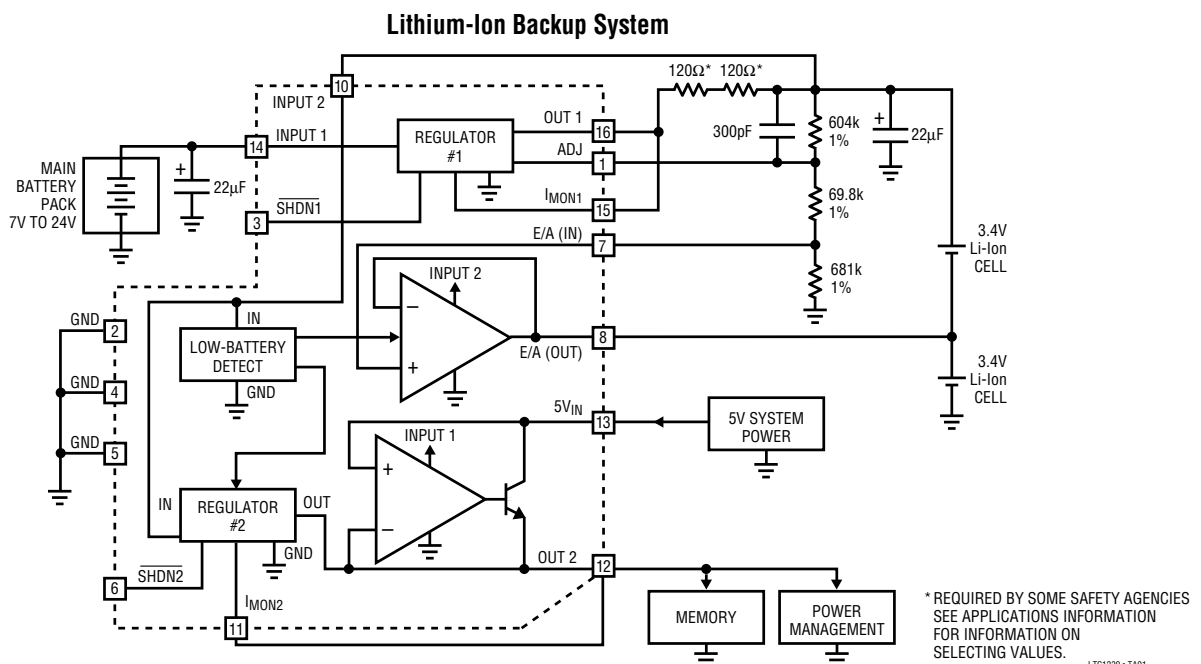 Lithium-Ion Backup System
120Ω* 120Ω*
10
INPUT 2
OUT 1
16
INPUT 1
14
REGULATOR
#1
ADJ
1
300pF
604k
1%
+
22µF
MAIN
BATTERY
PACK
7V TO 24V
+
22µF
SHDN1
3
IMON1
15
69.8k
1%
E/A (IN)
7
3.4V
Li-Ion
CELL
681k
1%
INPUT 2
–
+
IN
LOW-BATTERY
DETECT
GND
GND
2
E/A (OUT)
8
3.4V
Li-Ion
CELL
GND
4
GND
5
5VIN
13
5V SYSTEM
POWER
INPUT 1
+
–
IN
REGULATOR
#2
OUT
GND
SHDN2
6
OUT 2
12
IMON2
11
MEMORY
POWER
MANAGEMENT
* REQUIRED BY SOME SAFETY AGENCIES
SEE APPLICATIONS INFORMATION
FOR INFORMATION ON
SELECTING VALUES.